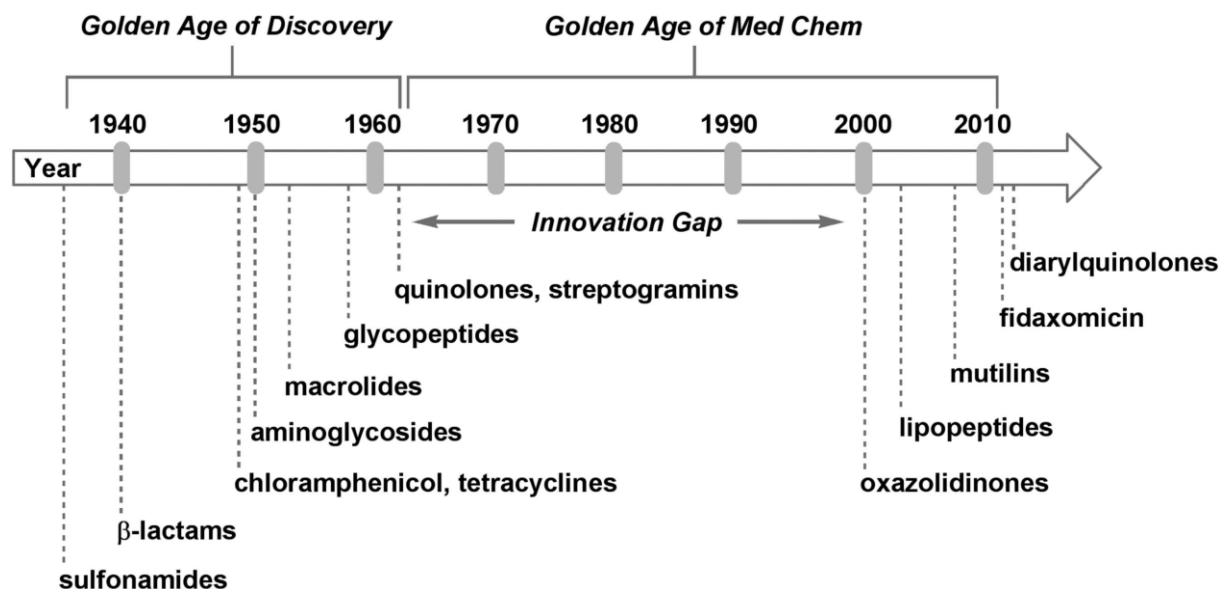 Golden Age of Discovery
Golden Age of Med Chem
1940 1950 1960 1970 1980 1990 2000 2010
Year
Innovation Gap
diarylquinolones
quinolones, streptogramins
fidaxomicin
glycopeptides
mutilins
macrolides
lipopeptides
aminoglycosides
chloramphenicol, tetracyclines
oxazolidinones
β-lactams
sulfonamides